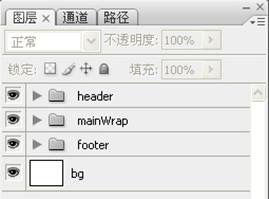 图层 × 通道 路径
正常 不透明度: 100%
锁定: 填充: 100%
header
mainWrap
footer
bg